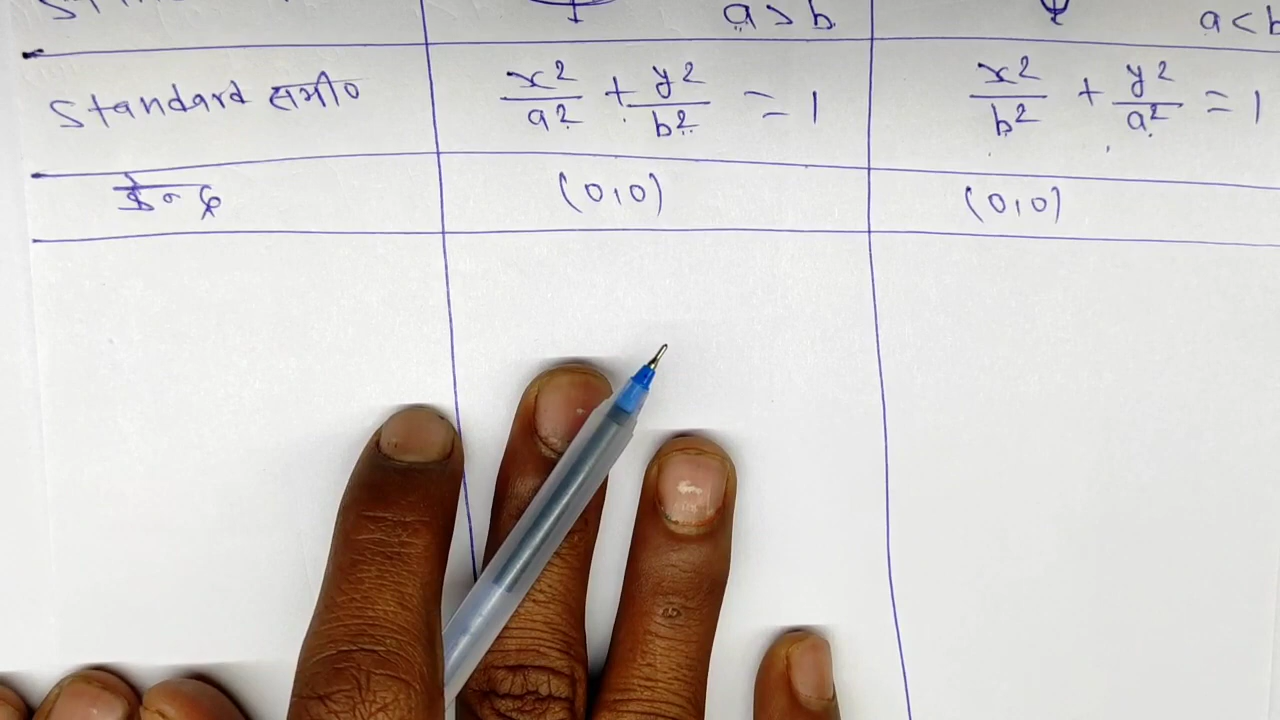 a > b a < b
Standard समी० x²/a² + y²/b² = 1 x²/b² + y²/a² = 1
केन्द्र (0,0) (0,0)